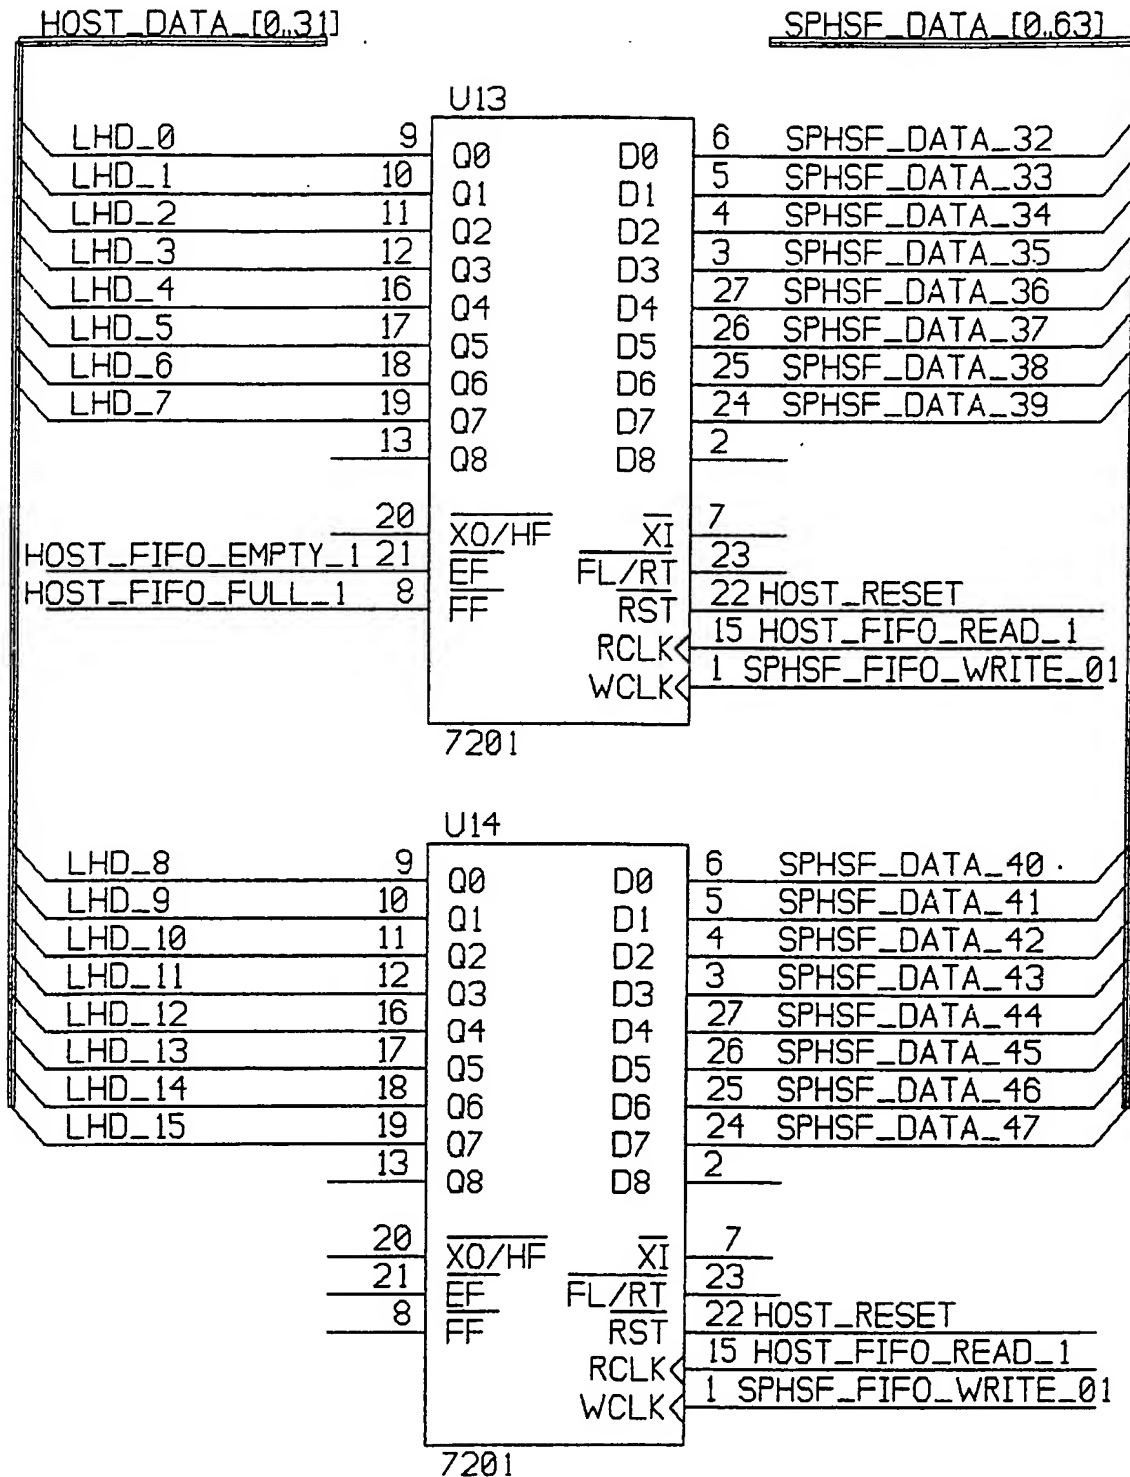 HOST_DATA_[0..31] SPHSF_DATA_[0..63]
U13
LHD_0 9 Q0 D0 6 SPHSF_DATA_32
LHD_1 10 Q1 D1 5 SPHSF_DATA_33
LHD_2 11 Q2 D2 4 SPHSF_DATA_34
LHD_3 12 Q3 D3 3 SPHSF_DATA_35
LHD_4 16 Q4 D4 27 SPHSF_DATA_36
LHD_5 17 Q5 D5 26 SPHSF_DATA_37
LHD_6 18 Q6 D6 25 SPHSF_DATA_38
LHD_7 19 Q7 D7 24 SPHSF_DATA_39
13 Q8 D8 2
20 XO/HF XI 7
HOST_FIFO_EMPTY_1 21 EF FL/RT 23
HOST_FIFO_FULL_1 8 FF RST 22 HOST_RESET
RCLK 15 HOST_FIFO_READ_1
WCLK 1 SPHSF_FIFO_WRITE_01
7201
U14
LHD_8 9 Q0 D0 6 SPHSF_DATA_40
LHD_9 10 Q1 D1 5 SPHSF_DATA_41
LHD_10 11 Q2 D2 4 SPHSF_DATA_42
LHD_11 12 Q3 D3 3 SPHSF_DATA_43
LHD_12 16 Q4 D4 27 SPHSF_DATA_44
LHD_13 17 Q5 D5 26 SPHSF_DATA_45
LHD_14 18 Q6 D6 25 SPHSF_DATA_46
LHD_15 19 Q7 D7 24 SPHSF_DATA_47
13 Q8 D8 2
20 XO/HF XI 7
21 EF FL/RT 23
8 FF RST 22 HOST_RESET
RCLK 15 HOST_FIFO_READ_1
WCLK 1 SPHSF_FIFO_WRITE_01
7201